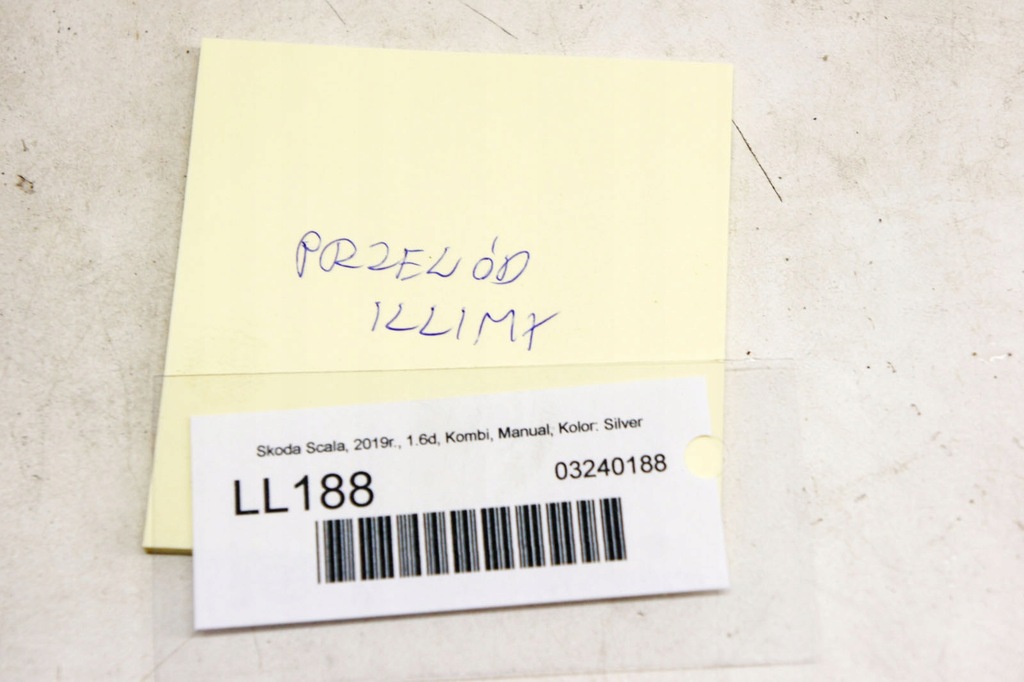 PRZEWÓD
KLIMY
Skoda Scala, 2019r., 1.6d, Kombi, Manual, Kolor: Silver
LL188
03240188